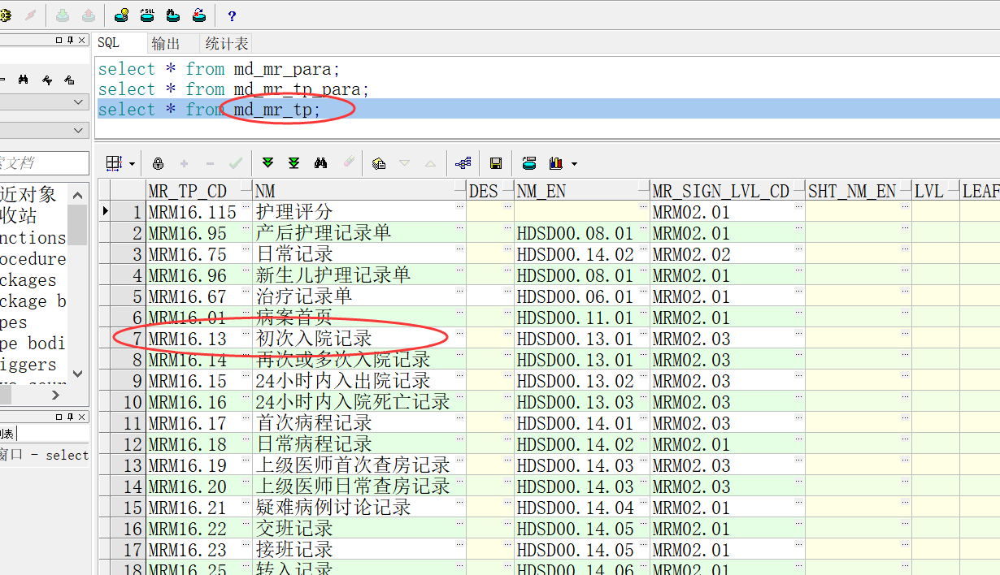 SQL 输出 统计表
select * from md_mr_para;
select * from md_mr_tp_para;
select * from md_mr_tp;
文档
近对象
收站
nctions
ocedure
ckages
ckage b
pes
pe bodi
iggers
列表
窗口 - select
MR_TP_CD NM DES NM_EN MR_SIGN_LVL_CD SHT_NM_EN LVL LEAF
1 MRM16.115 护理评分 MRM02.01
2 MRM16.95 产后护理记录单 HDSD00.08.01 MRM02.01
3 MRM16.75 日常记录 HDSD00.14.02 MRM02.02
4 MRM16.96 新生儿护理记录单 HDSD00.08.01 MRM02.01
5 MRM16.67 治疗记录单 HDSD00.06.01 MRM02.01
6 MRM16.01 病案首页 HDSD00.11.01 MRM02.01
7 MRM16.13 初次入院记录 HDSD00.13.01 MRM02.03
8 MRM16.14 再次或多次入院记录 HDSD00.13.01 MRM02.03
9 MRM16.15 24小时内入出院记录 HDSD00.13.02 MRM02.03
10 MRM16.16 24小时内入院死亡记录 HDSD00.13.03 MRM02.03
11 MRM16.17 首次病程记录 HDSD00.14.01 MRM02.03
12 MRM16.18 日常病程记录 HDSD00.14.02 MRM02.01
13 MRM16.19 上级医师首次查房记录 HDSD00.14.03 MRM02.03
14 MRM16.20 上级医师日常查房记录 HDSD00.14.03 MRM02.03
15 MRM16.21 疑难病例讨论记录 HDSD00.14.04 MRM02.01
16 MRM16.22 交班记录 HDSD00.14.05 MRM02.01
17 MRM16.23 接班记录 HDSD00.14.05 MRM02.01
18 MRM16.25 转入记录 HDSD00.14.06 MRM02.01